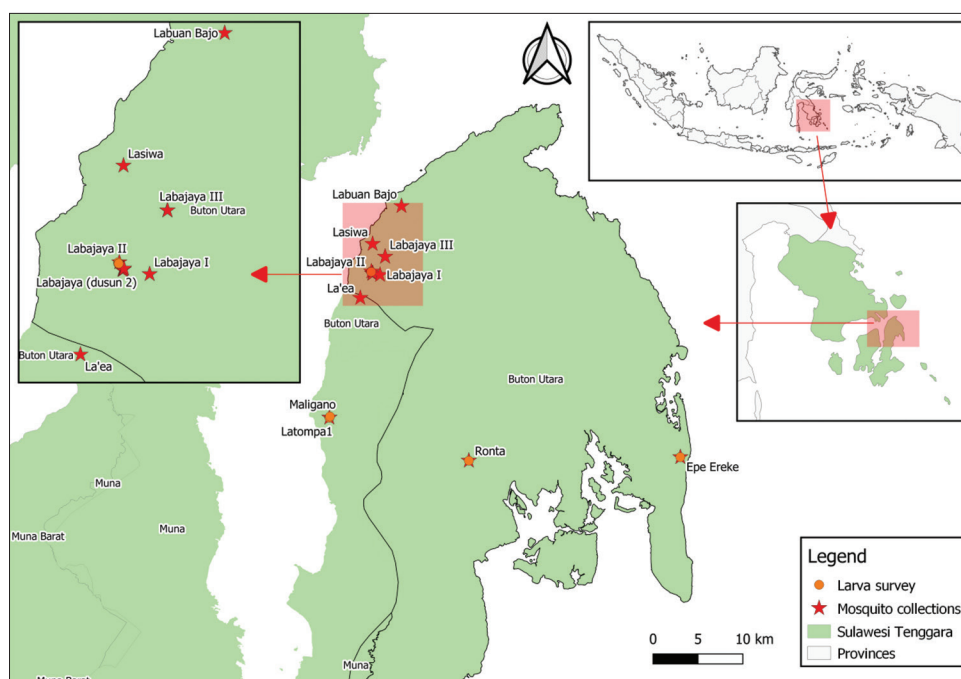 Labuan Bajo
Lasiwa
Labajaya III
Buton Utara
Labajaya II
Labajaya I
Labajaya (dusun 2)
Buton Utara
La'ea
Labuan Bajo
Lasiwa
Labajaya III
Labajaya II
Labajaya I
La'ea
Buton Utara
Buton Utara
Maligano
Latompa1
Ronta
Epe Ereke
Muna
Muna
Muna Barat
Muna
Muna Barat
Legend
Larva survey
Mosquito collections
Sulawesi Tenggara
Provinces
0 5 10 km